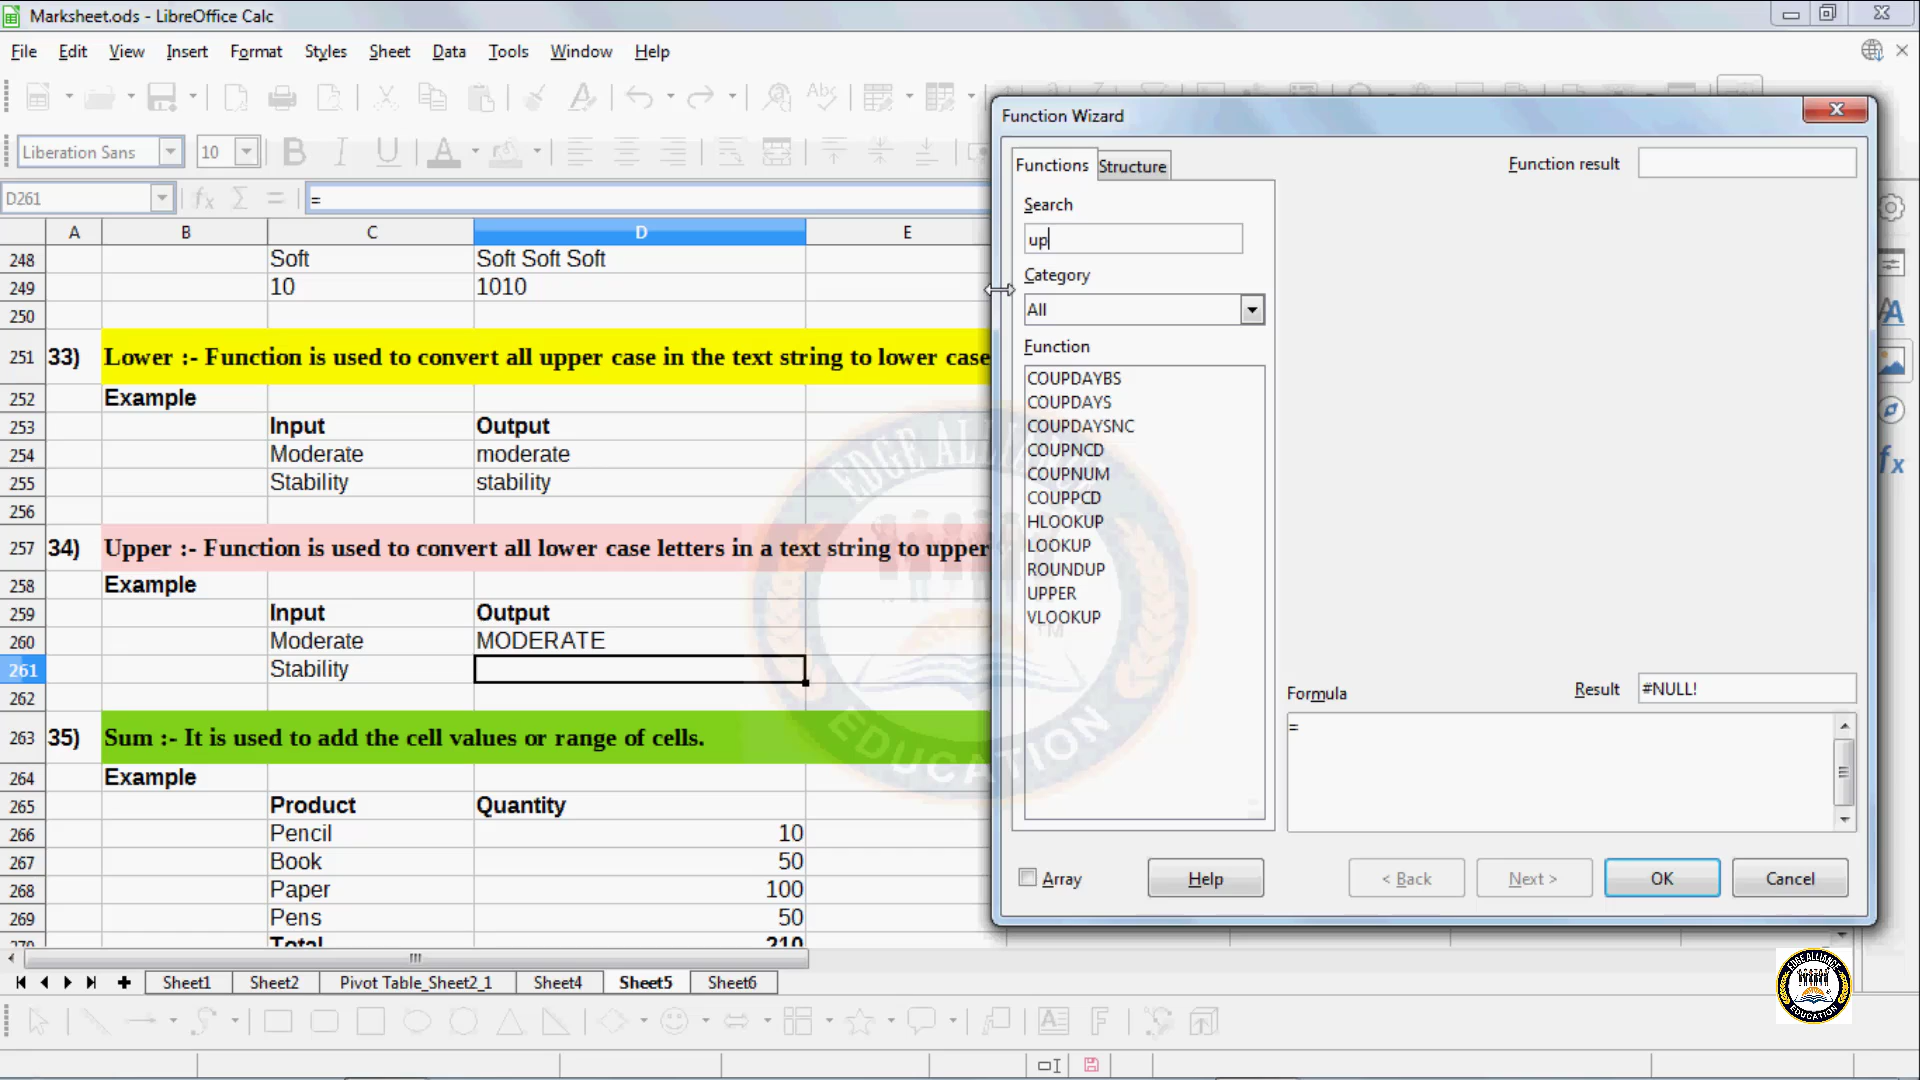 Marksheet.ods - LibreOffice Calc
File Edit View Insert Format Styles Sheet Data Tools Window Help
Liberation Sans 10
D261 =
A B C D E
248 Soft Soft Soft Soft
249 10 1010
250
251 33) Lower :- Function is used to convert all upper case in the text string to lower case
252 Example
253 Input Output
254 Moderate moderate
255 Stability stability
256
257 34) Upper :- Function is used to convert all lower case letters in a text string to upper
258 Example
259 Input Output
260 Moderate MODERATE
261 Stability
262
263 35) Sum :- It is used to add the cell values or range of cells.
264 Example
265 Product Quantity
266 Pencil 10
267 Book 50
268 Paper 100
269 Pens 50
270 Total 210
Sheet1 Sheet2 Pivot Table_Sheet2_1 Sheet4 Sheet5 Sheet6
Function Wizard
Functions Structure
Function result
Search
up
Category
All
Function
COUPDAYBS
COUPDAYS
COUPDAYSNC
COUPNCD
COUPNUM
COUPPCD
HLOOKUP
LOOKUP
ROUNDUP
UPPER
VLOOKUP
Formula
Result #NULL!
=
Array
Help
< Back
Next >
OK
Cancel
EDGE ALLIANCE
EDUCATION
TM
EDGE ALLIANCE
EDUCATION